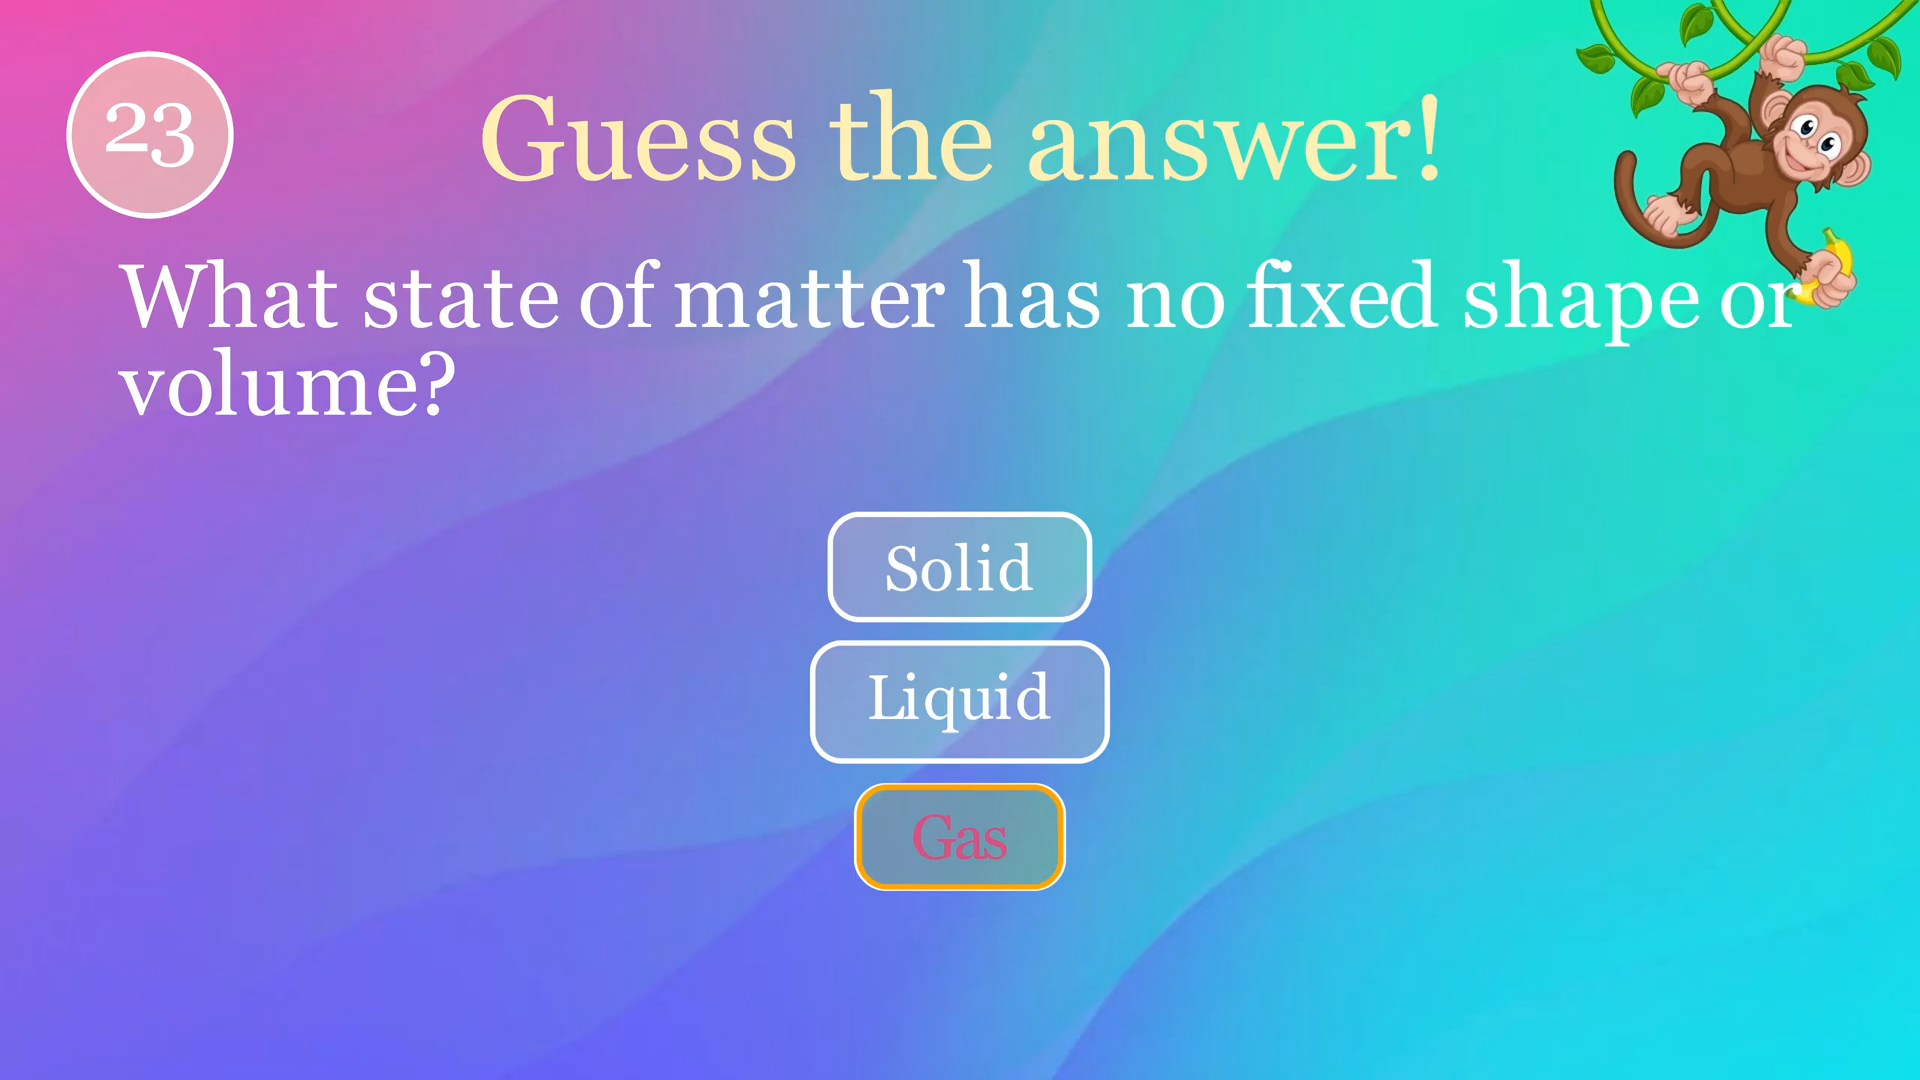 23
Guess the answer!
What state of matter has no fixed shape or
volume?
Solid
Liquid
Gas